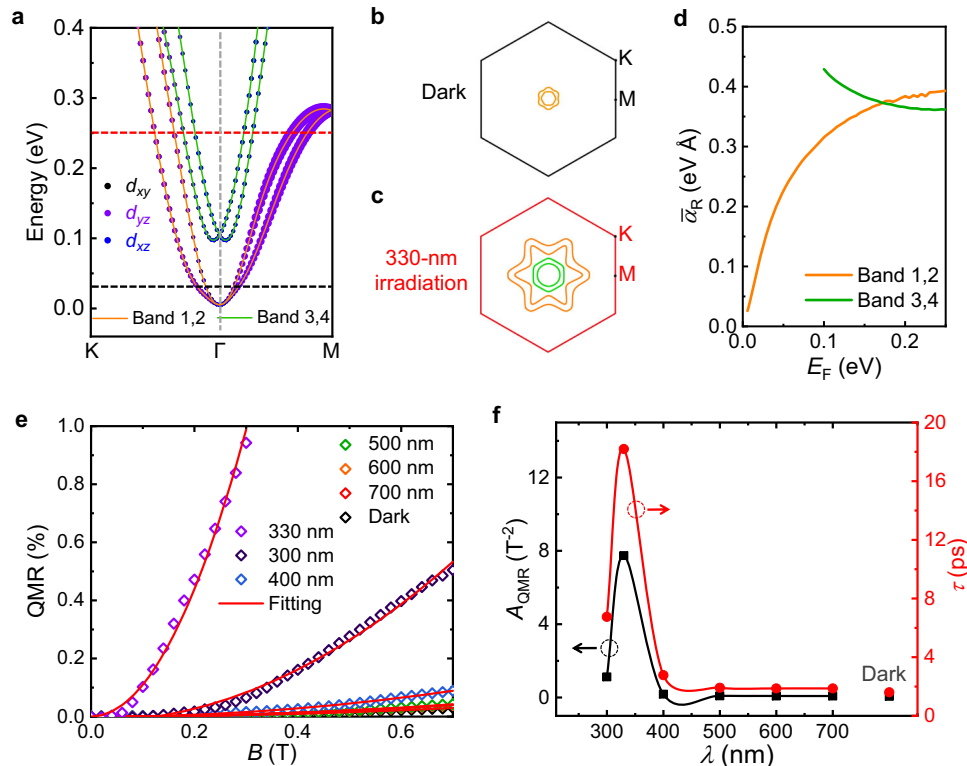 a
0.4
0.3
0.2
0.1
0.0
Energy (eV)
d_xy
d_yz
d_xz
Band 1,2
Band 3,4
K
Γ
M
b
Dark
K
M
c
330-nm
irradiation
K
M
d
0.5
0.4
0.3
0.2
0.1
0.0
ᾱ_R (eV Å)
Band 1,2
Band 3,4
0.0
0.1
0.2
E_F (eV)
e
1.0
0.8
0.6
0.4
0.2
0.0
QMR (%)
500 nm
600 nm
700 nm
Dark
330 nm
300 nm
400 nm
Fitting
0.0
0.2
0.4
0.6
B (T)
f
12
8
4
0
A_QMR (T⁻²)
20
16
12
8
4
0
τ (ps)
Dark
300
400
500
600
700
λ (nm)